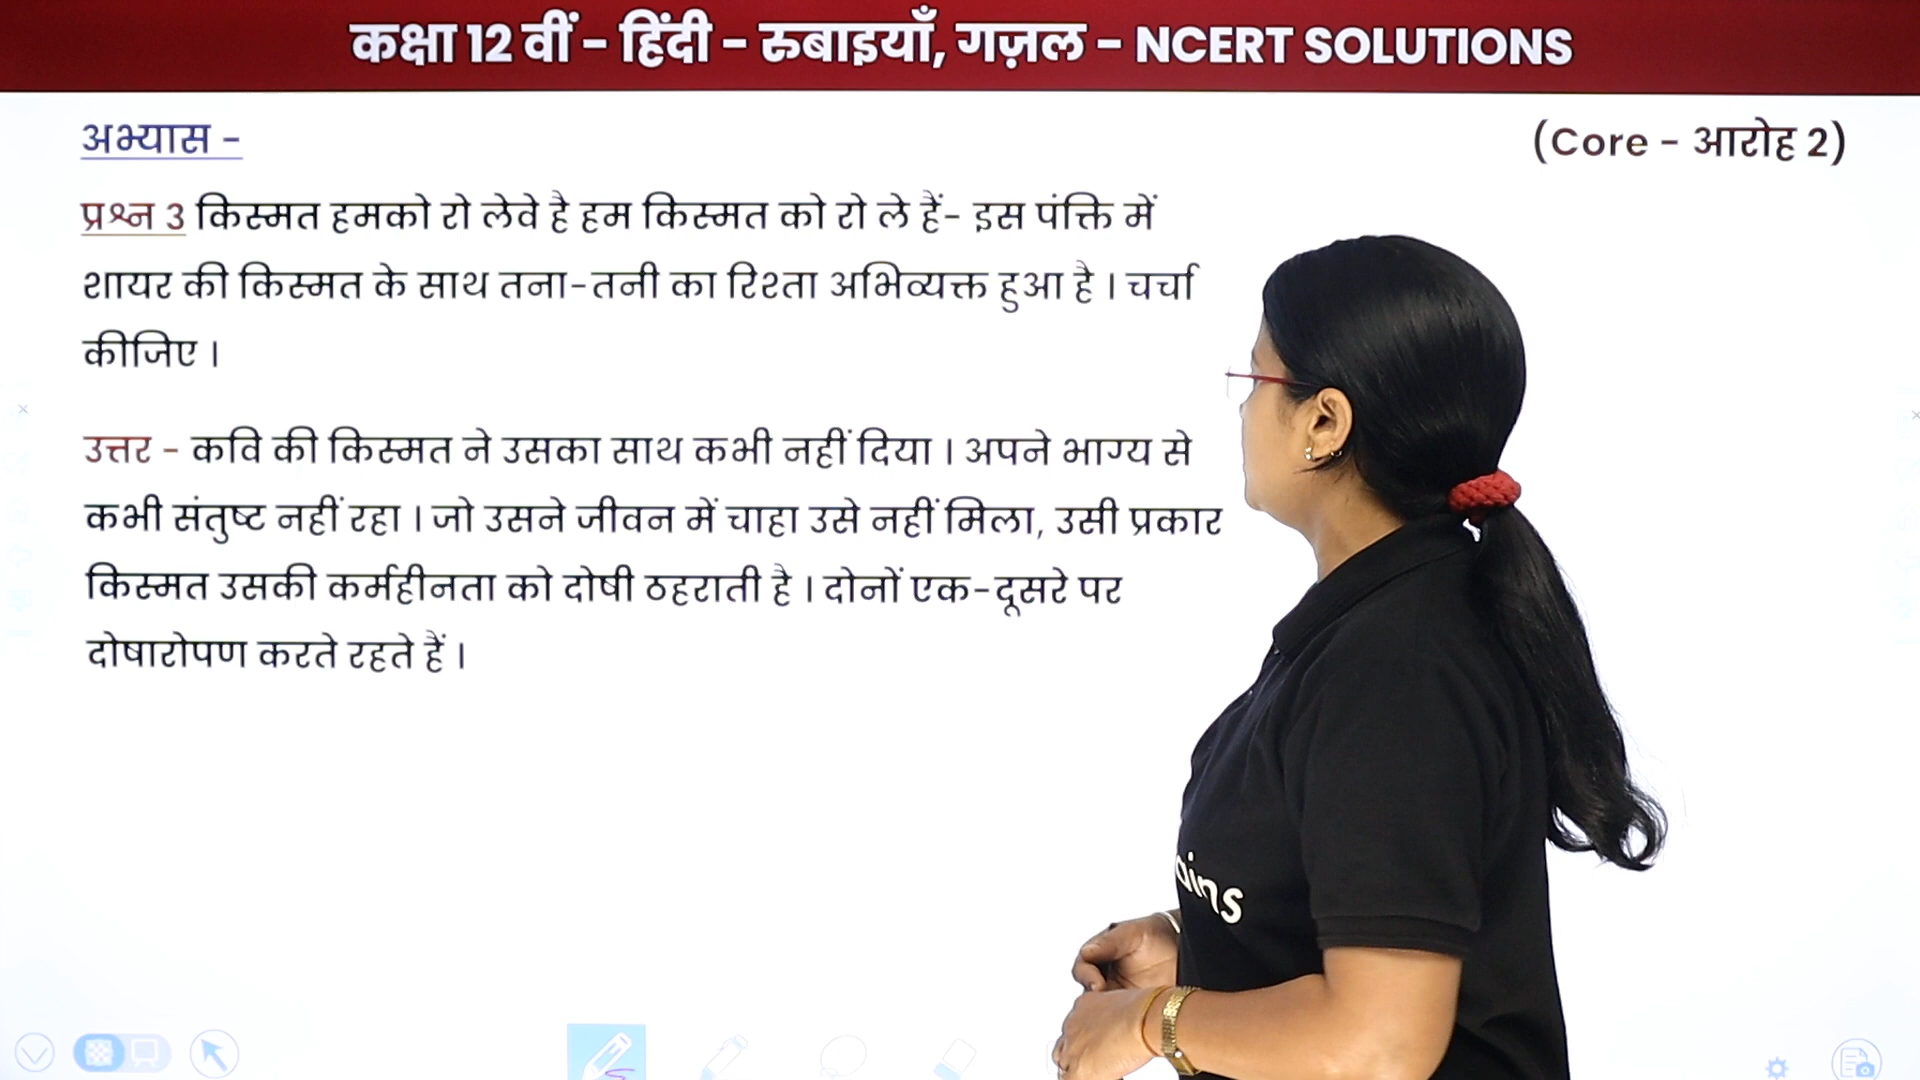 कक्षा 12 वीं - हिंदी - रुबाइयाँ, गज़ल - NCERT SOLUTIONS
अभ्यास -
(Core - आरोह 2)
प्रश्न 3 किस्मत हमको रो लेवे है हम किस्मत को रो ले हैं- इस पंक्ति में
शायर की किस्मत के साथ तना-तनी का रिश्ता अभिव्यक्त हुआ है । चर्चा
कीजिए ।
उत्तर - कवि की किस्मत ने उसका साथ कभी नहीं दिया । अपने भाग्य से
कभी संतुष्ट नहीं रहा । जो उसने जीवन में चाहा उसे नहीं मिला, उसी प्रकार
किस्मत उसकी कर्महीनता को दोषी ठहराती है । दोनों एक-दूसरे पर
दोषारोपण करते रहते हैं ।